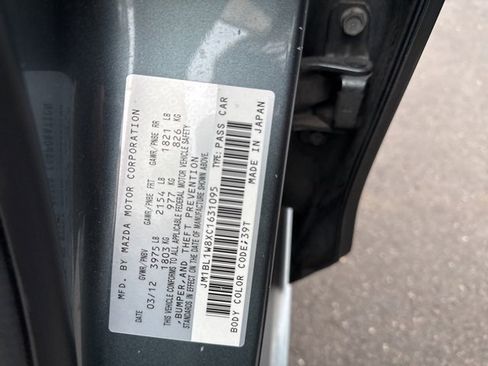 MFD. BY MAZDA MOTOR CORPORATION
DATE GVWR/PNBV GAWR/PNBE FRT GAWR/PNBE RR
03/12 3975 LB 2154 LB 1821 LB
1803 KG 977 KG 826 KG
THIS VEHICLE CONFORMS TO ALL APPLICABLE FEDERAL MOTOR VEHICLE SAFETY
, BUMPER, AND THEFT PREVENTION
STANDARDS IN EFFECT ON THE DATE OF MANUFACTURE SHOWN ABOVE.
JM1BL1W8XC1631095 TYPE: PASS CAR
BODY COLOR CODE: 39T MADE IN JAPAN